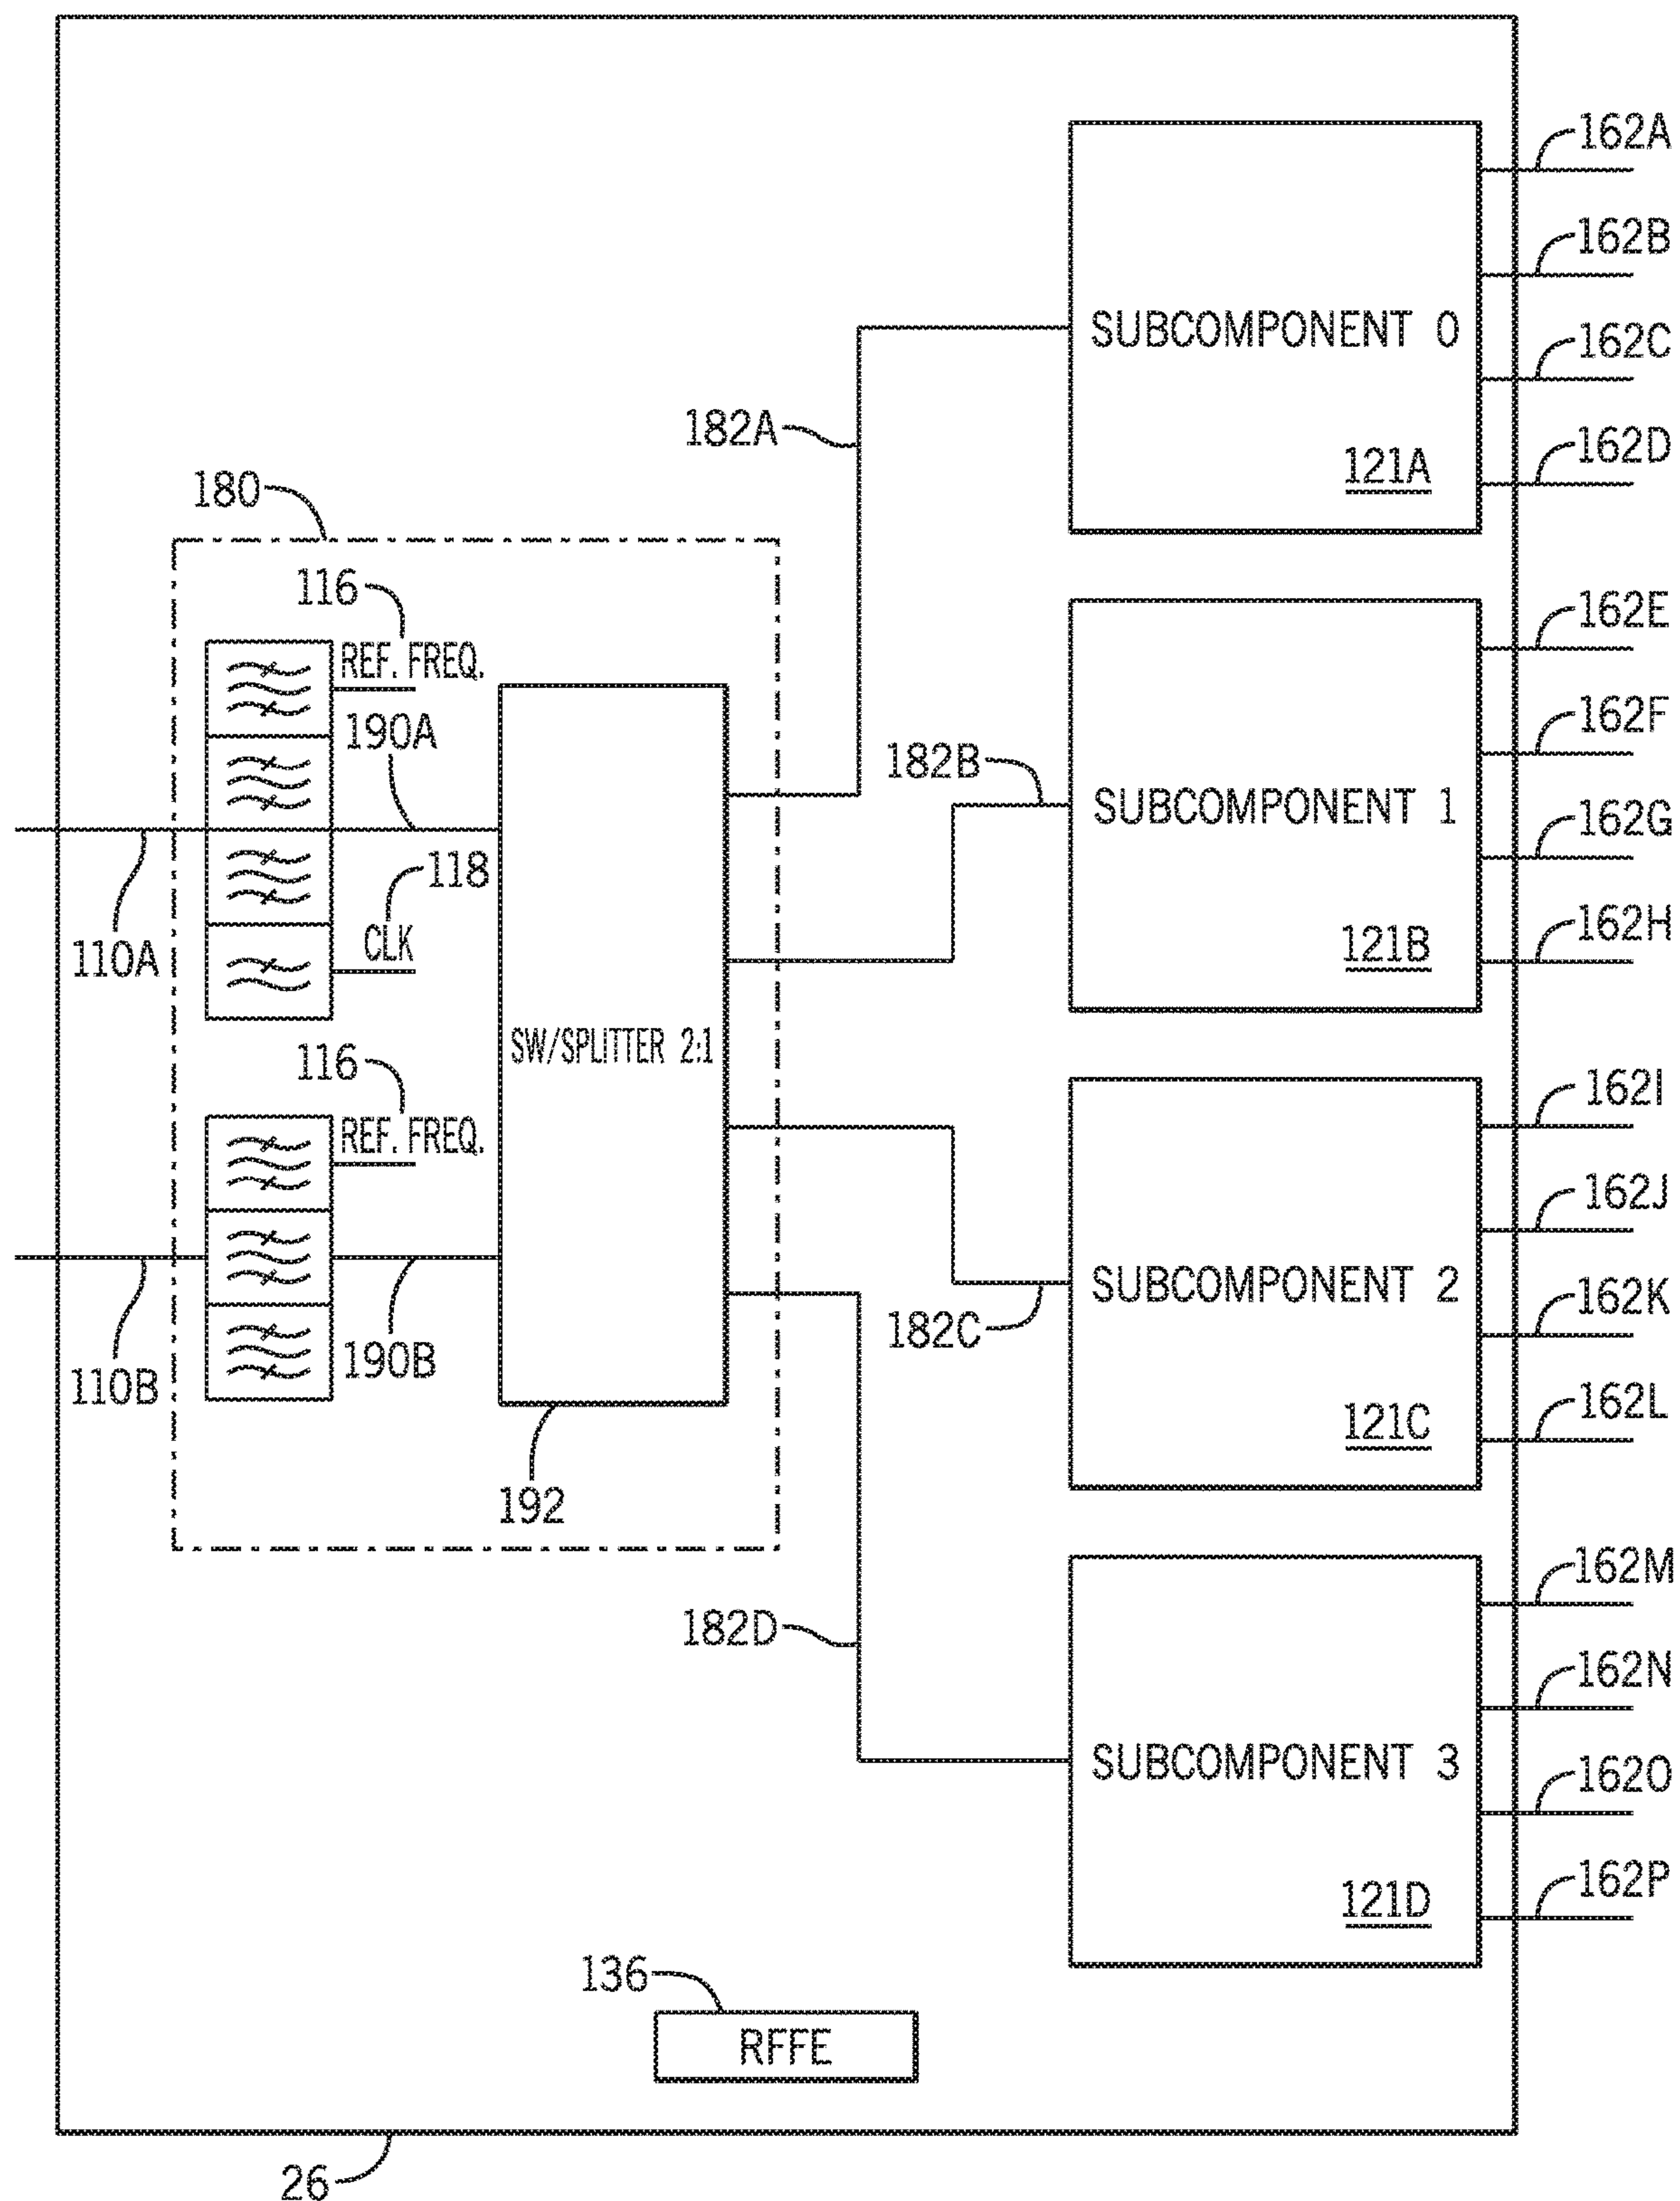 162A
162B
SUBCOMPONENT 0
162C
182A
162D
121A
180
116
REF. FREQ.
162E
190A
162F
182B
SUBCOMPONENT 1
162G
118
CLK
110A
121B
162H
SW/SPLITTER 2:1
116
REF. FREQ.
162I
162J
SUBCOMPONENT 2
162K
182C
190B
110B
162L
121C
192
162M
182D
162N
SUBCOMPONENT 3
162O
162P
121D
136
RFFE
26